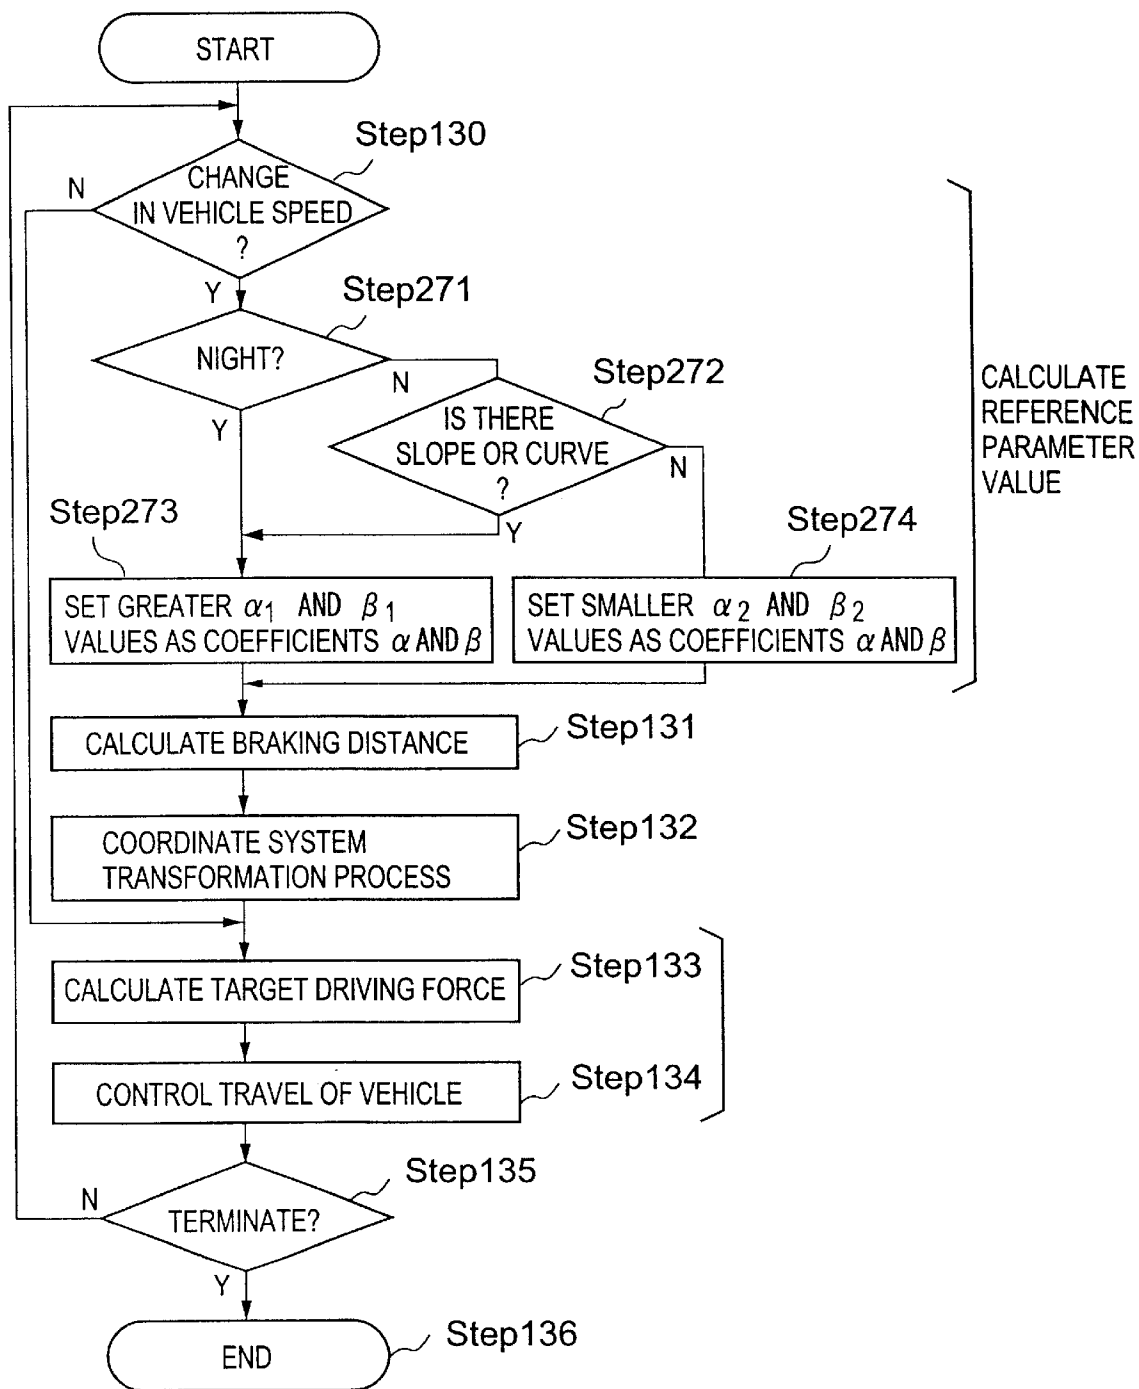 START
Step130
N
CHANGE
IN VEHICLE SPEED
?
Y
Step271
NIGHT?
N
Y
Step272
IS THERE
SLOPE OR CURVE
?
N
Y
CALCULATE
REFERENCE
PARAMETER
VALUE
Step273
SET GREATER α1 AND β1
VALUES AS COEFFICIENTS α AND β
Step274
SET SMALLER α2 AND β2
VALUES AS COEFFICIENTS α AND β
CALCULATE BRAKING DISTANCE
Step131
COORDINATE SYSTEM
TRANSFORMATION PROCESS
Step132
CALCULATE TARGET DRIVING FORCE
Step133
CONTROL TRAVEL OF VEHICLE
Step134
Step135
N
TERMINATE?
Y
END
Step136